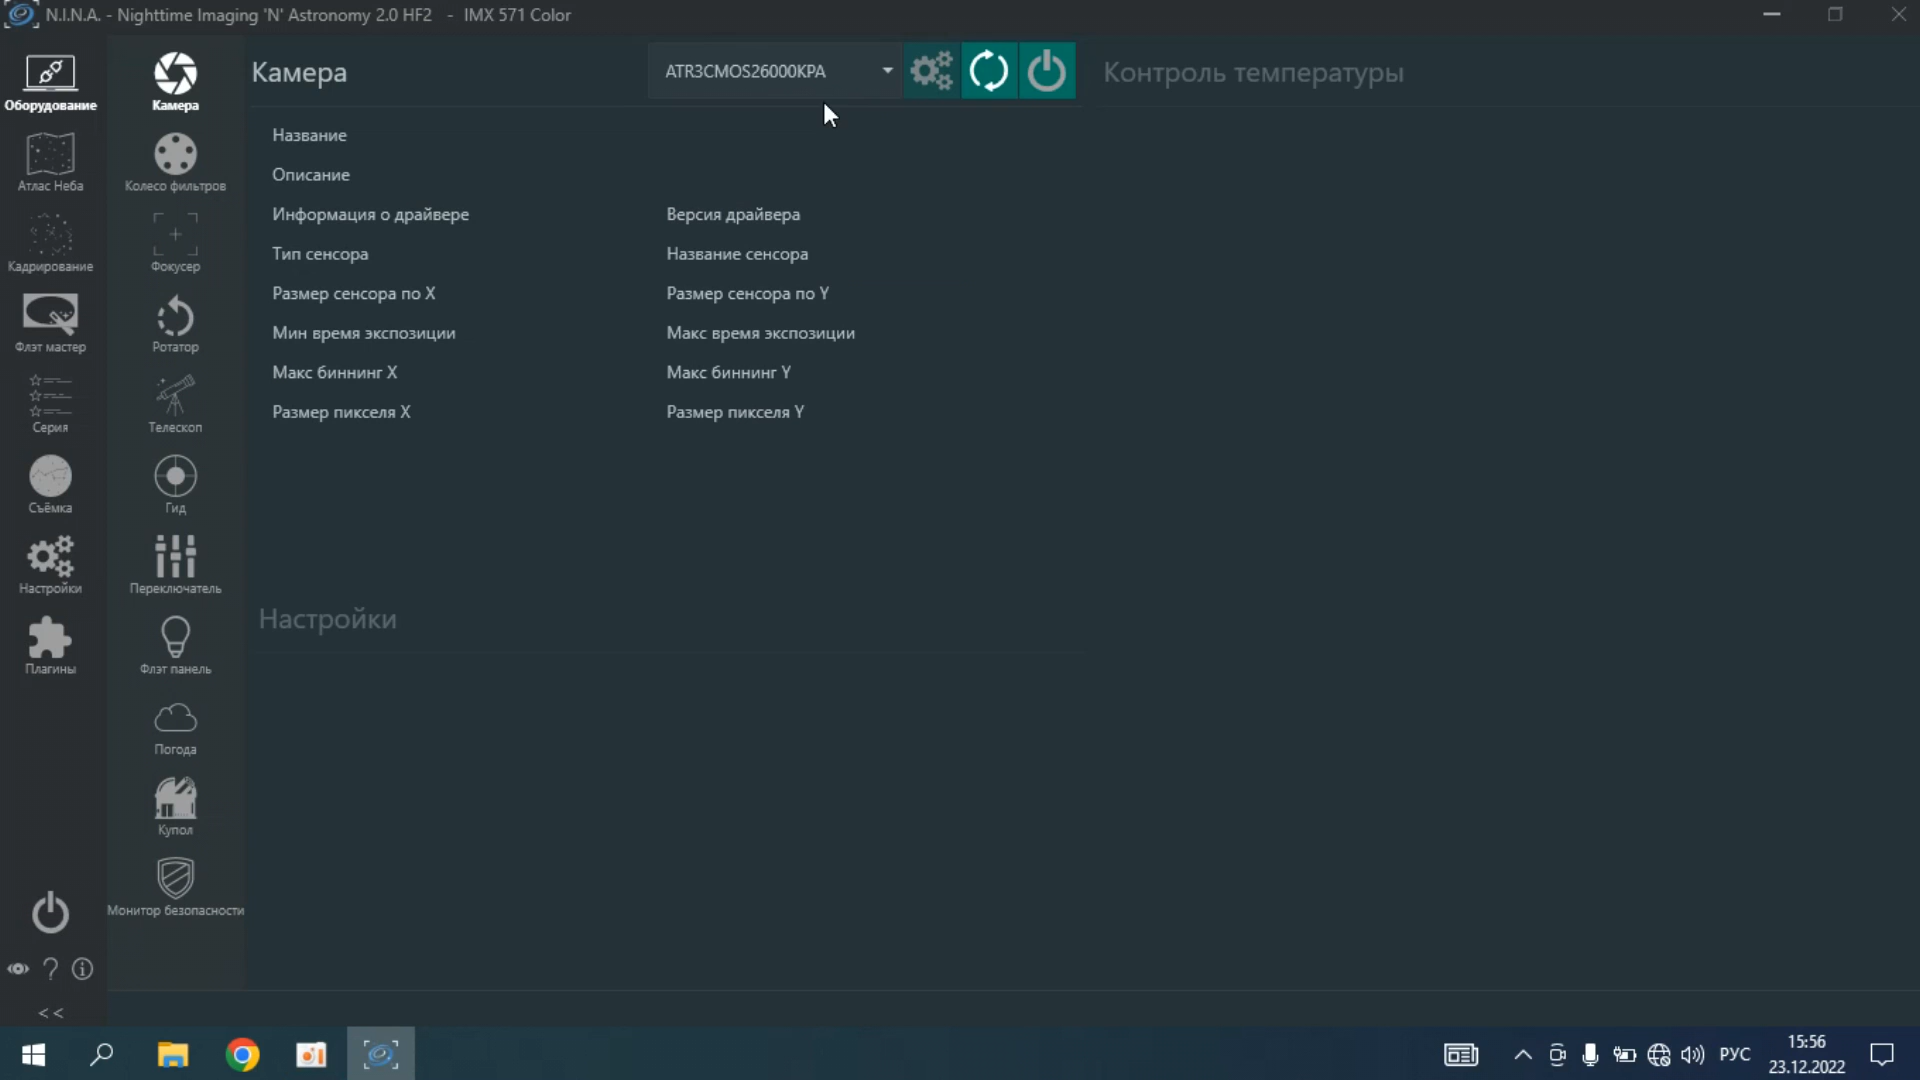 N.I.N.A. - Nighttime Imaging 'N' Astronomy 2.0 HF2 - IMX 571 Color
Оборудование
Атлас Неба
Кадрирование
Флэт мастер
Серия
Съёмка
Настройки
Плагины
?
<<
Камера
Колесо фильтров
Фокусер
Ротатор
Телескоп
Гид
Переключатель
Флэт панель
Погода
Купол
Монитор безопасности
Камера
ATR3CMOS26000KPA
Контроль температуры
Название
Описание
Информация о драйвере
Версия драйвера
Тип сенсора
Название сенсора
Размер сенсора по X
Размер сенсора по Y
Мин время экспозиции
Макс время экспозиции
Макс биннинг X
Макс биннинг Y
Размер пикселя X
Размер пикселя Y
Настройки
РУС
15:56
23.12.2022